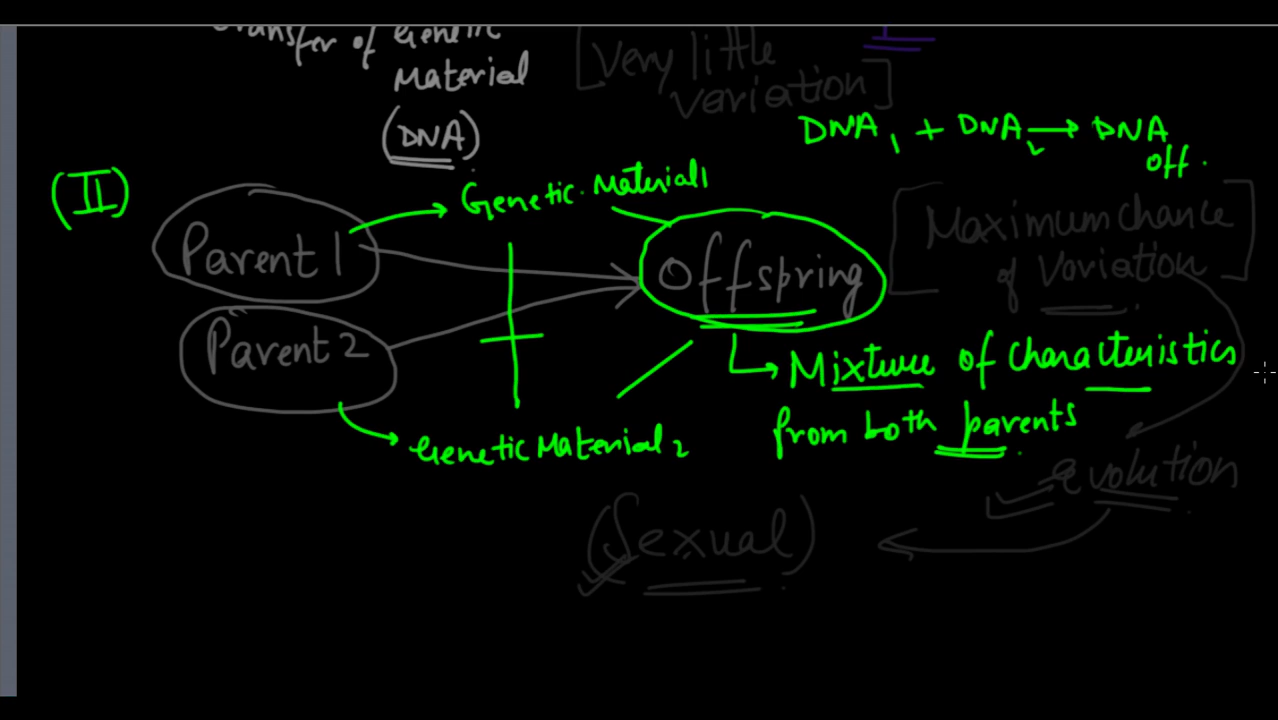 Transfer of Genetic
Material
(DNA)
[Very little
variation]
DNA1 + DNA2 → DNA off.
(II)
Parent 1
Genetic Material1
Offspring
[Maximum chance
of Variation]
Parent 2
Genetic Material2
Mixture of characteristics
from both parents.
evolution
(Sexual)